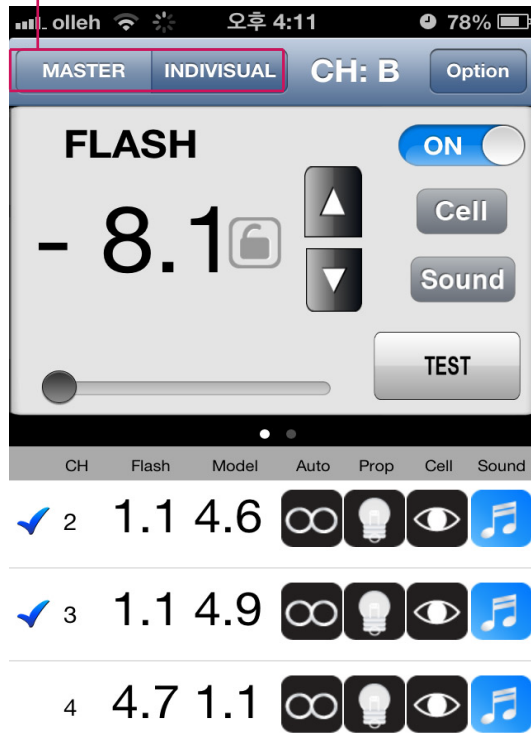 olleh 오후 4:11 78%
MASTER INDIVISUAL CH: B Option
FLASH ON
- 8.1 Cell
Sound
TEST
CH Flash Model Auto Prop Cell Sound
2 1.1 4.6
3 1.1 4.9
4 4.7 1.1